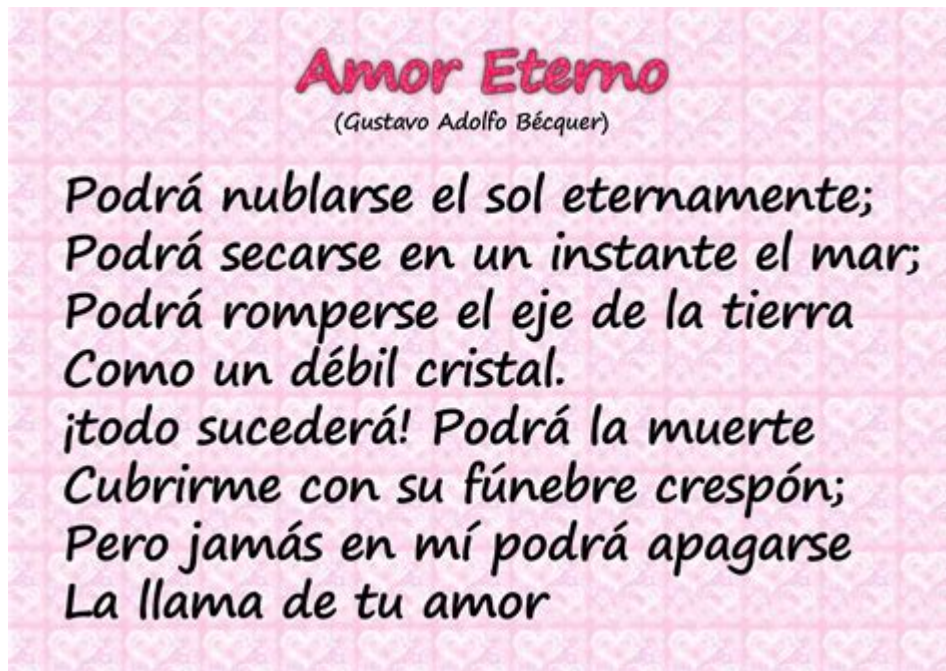 Amor Eterno
(Gustavo Adolfo Bécquer)
Podrá nublarse el sol eternamente;
Podrá secarse en un instante el mar;
Podrá romperse el eje de la tierra
Como un débil cristal.
¡todo sucederá! Podrá la muerte
Cubrirme con su fúnebre crespón;
Pero jamás en mí podrá apagarse
La llama de tu amor